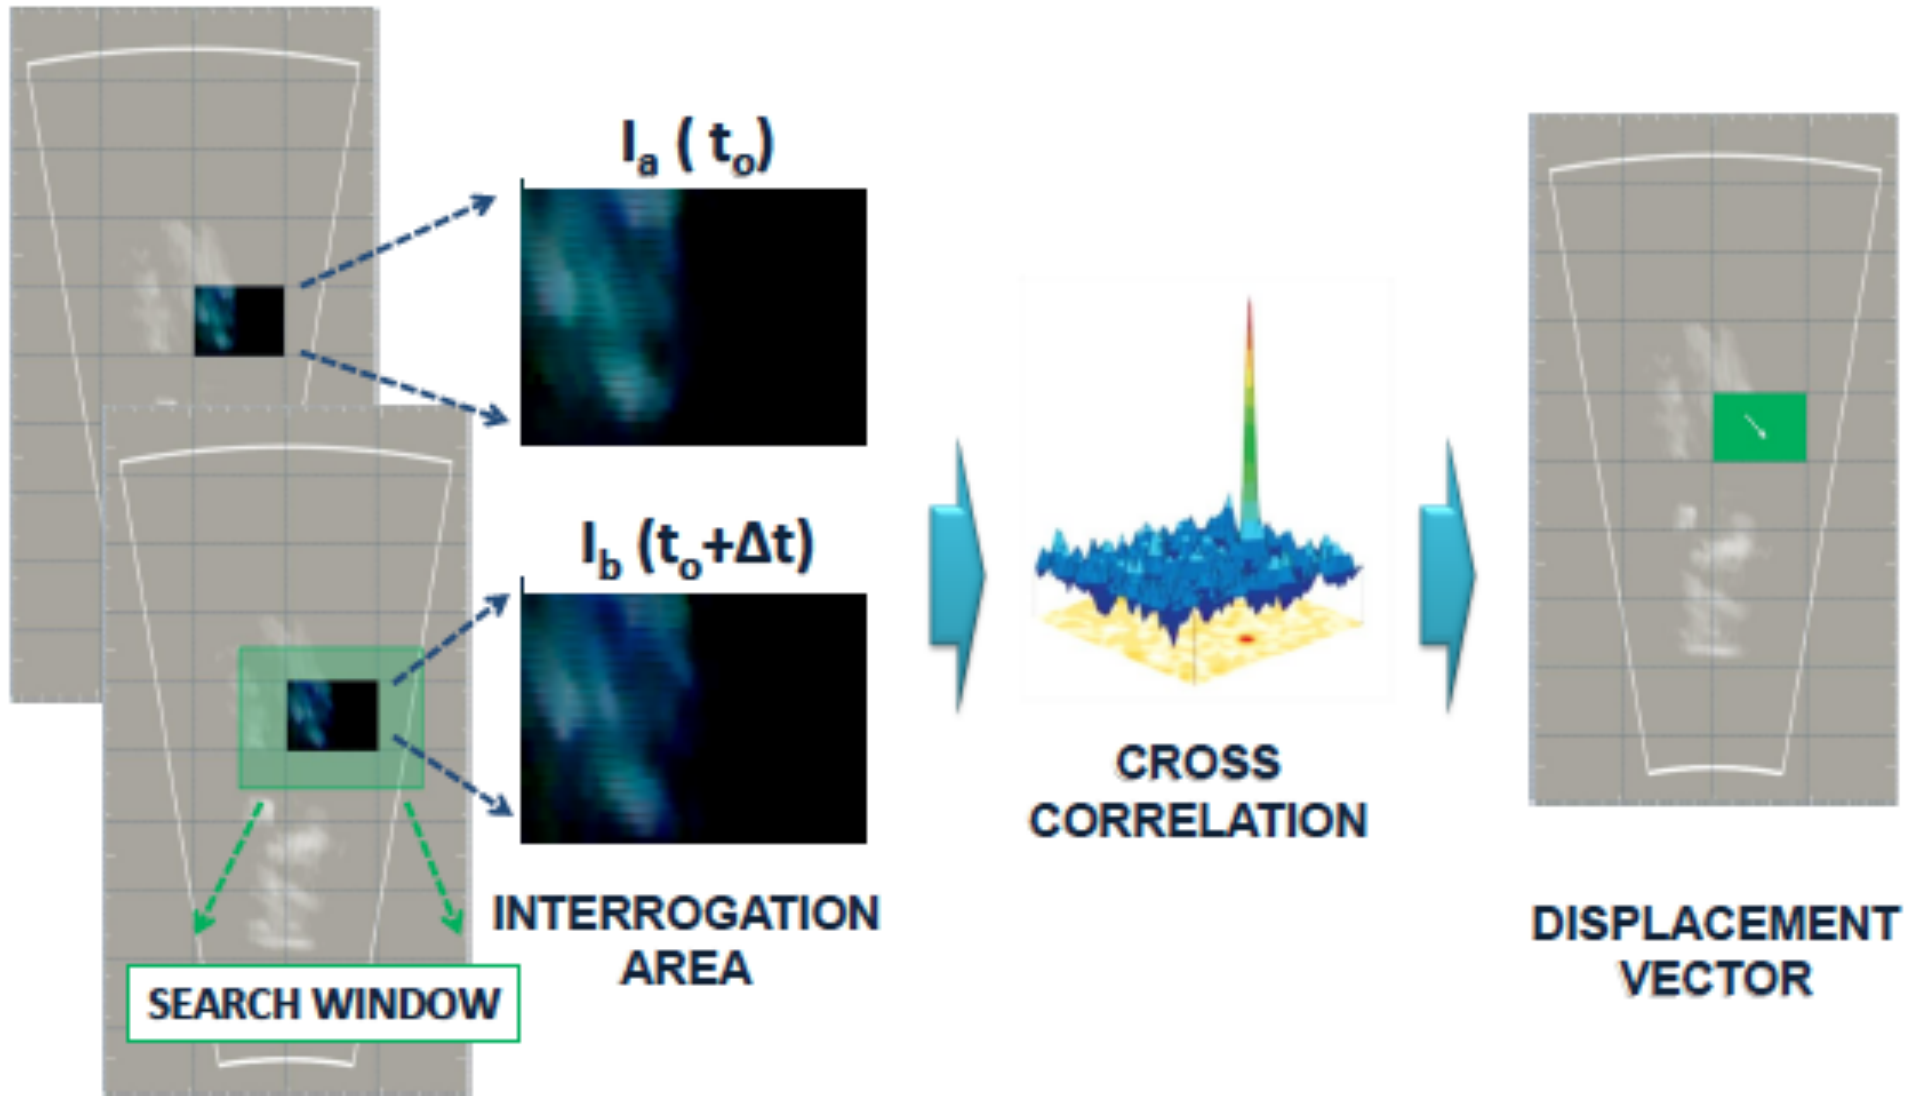 Ia ( to)
Ib (to+Δt)
CROSS
CORRELATION
INTERROGATION
AREA
DISPLACEMENT
VECTOR
SEARCH WINDOW